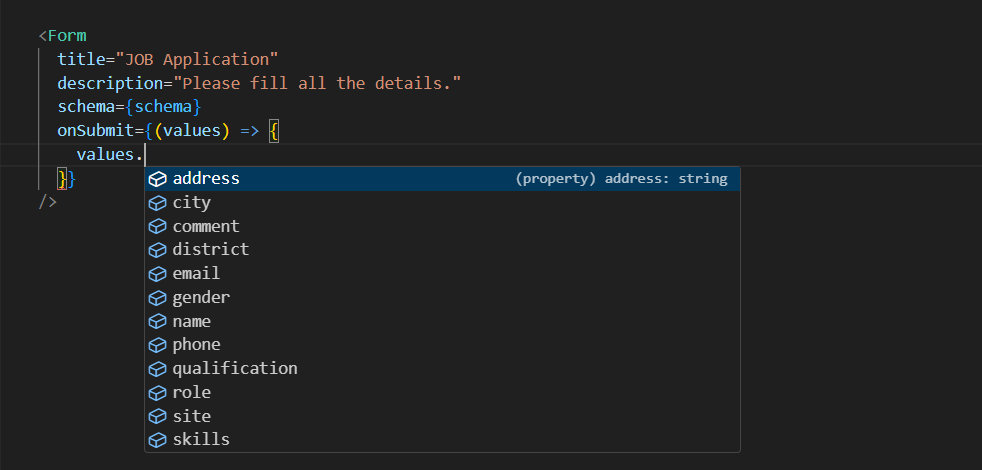 <Form
title="JOB Application"
description="Please fill all the details."
schema={schema}
onSubmit={(values) => {
values.
address (property) address: string
}}
city
/>
comment
district
email
gender
name
phone
qualification
role
site
skills